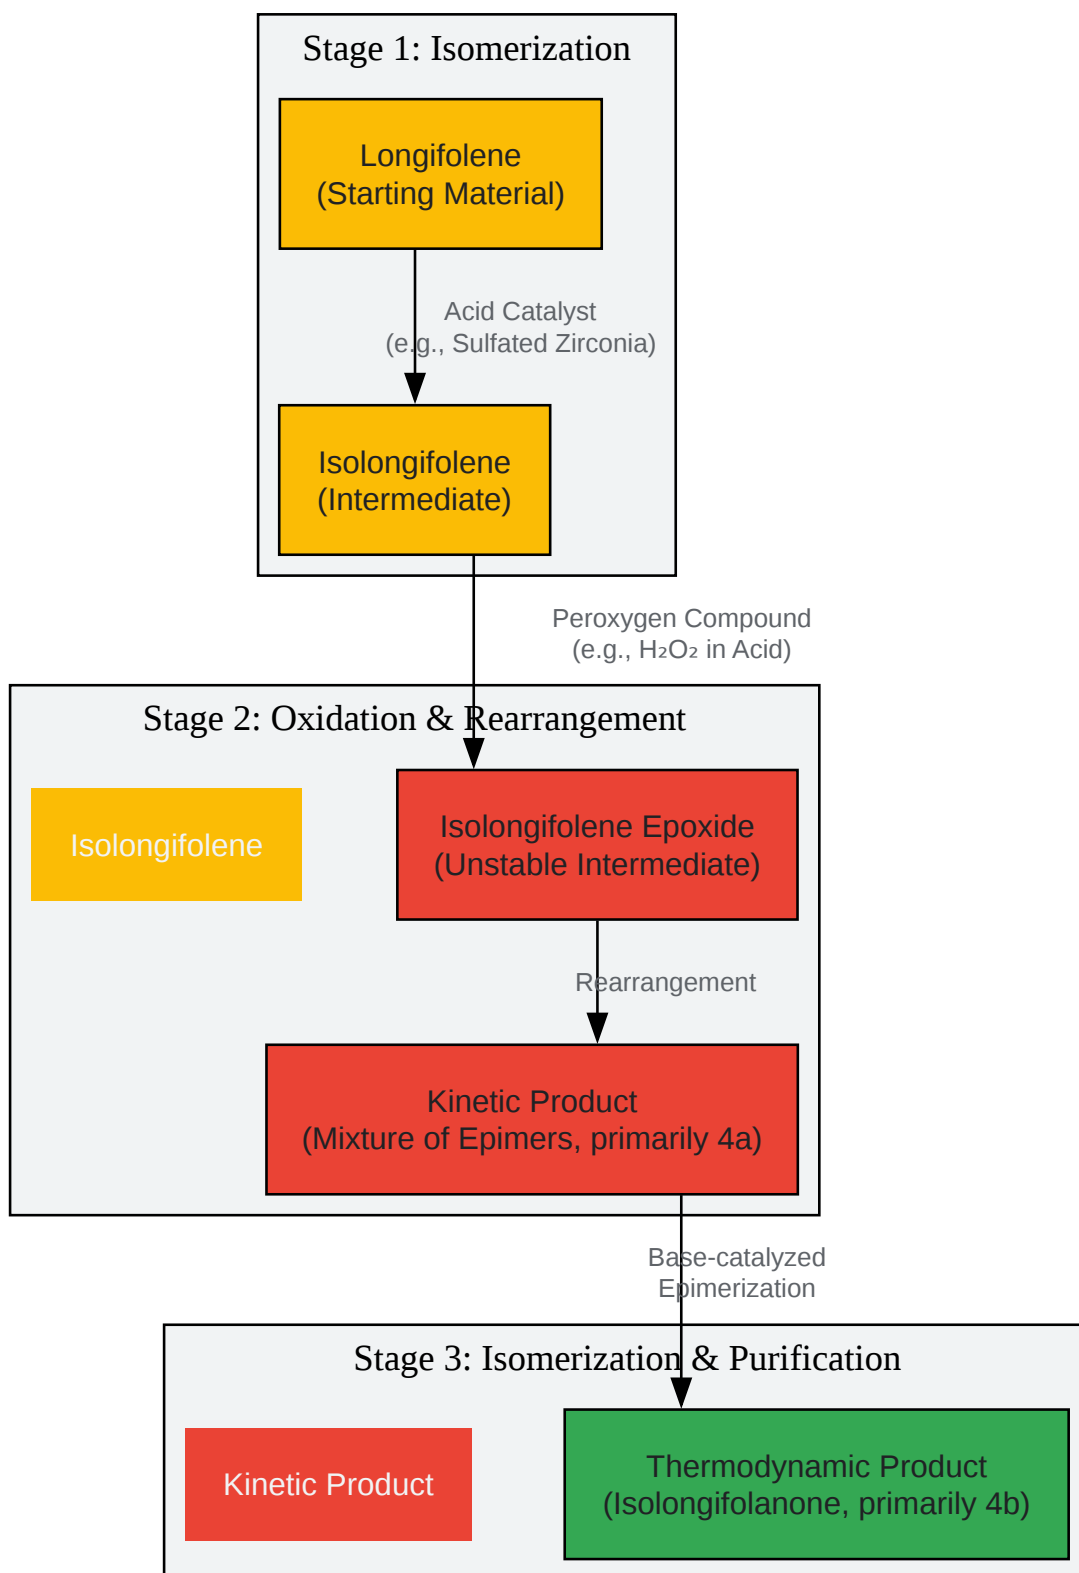 Stage 1: Isomerization
Longifolene
(Starting Material)
Acid Catalyst
(e.g., Sulfated Zirconia)
Isolongifolene
(Intermediate)
Peroxygen Compound
(e.g., H₂O₂ in Acid)
Stage 2: Oxidation & Rearrangement
Isolongifolene
Isolongifolene Epoxide
(Unstable Intermediate)
Rearrangement
Kinetic Product
(Mixture of Epimers, primarily 4a)
Base-catalyzed
Epimerization
Stage 3: Isomerization & Purification
Kinetic Product
Thermodynamic Product
(Isolongifolanone, primarily 4b)